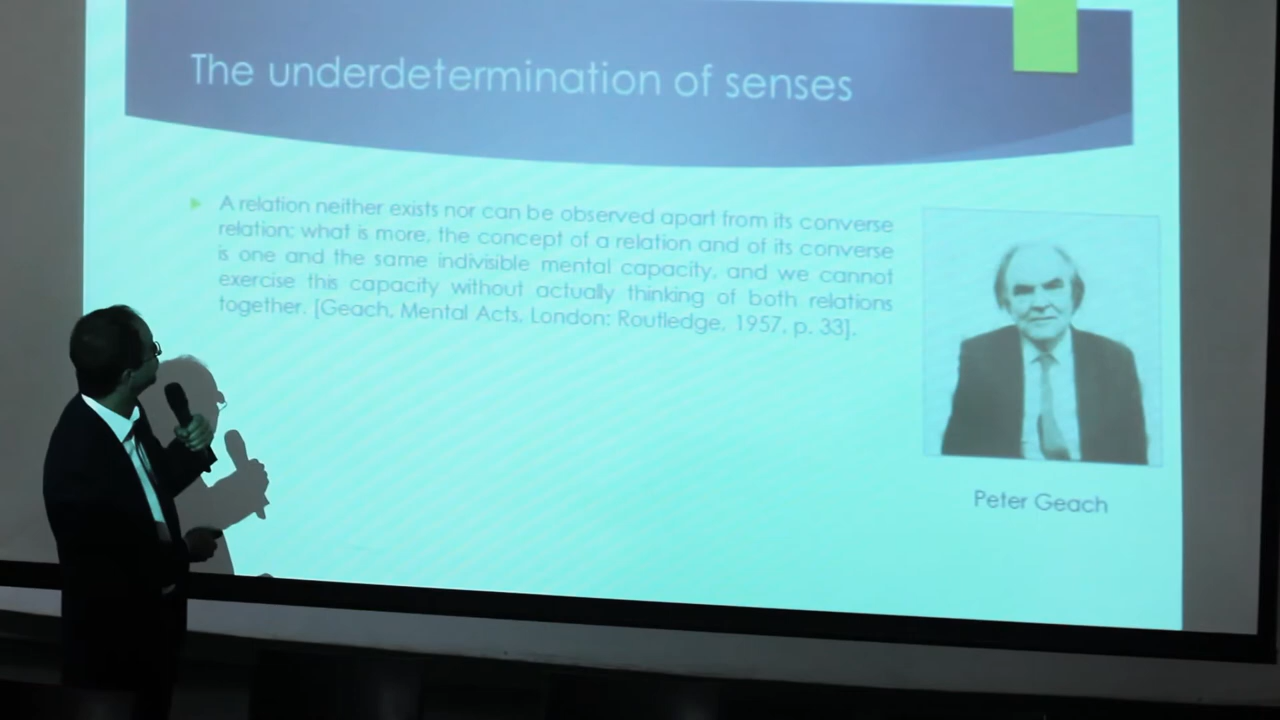 The underdetermination of senses
A relation neither exists nor can be observed apart from its converse
relation: what is more, the concept of a relation and of its converse
is one and the same indivisible mental capacity, and we cannot
exercise this capacity without actually thinking of both relations
together. [Geach, Mental Acts, London: Routledge, 1957, p. 33].
Peter Geach